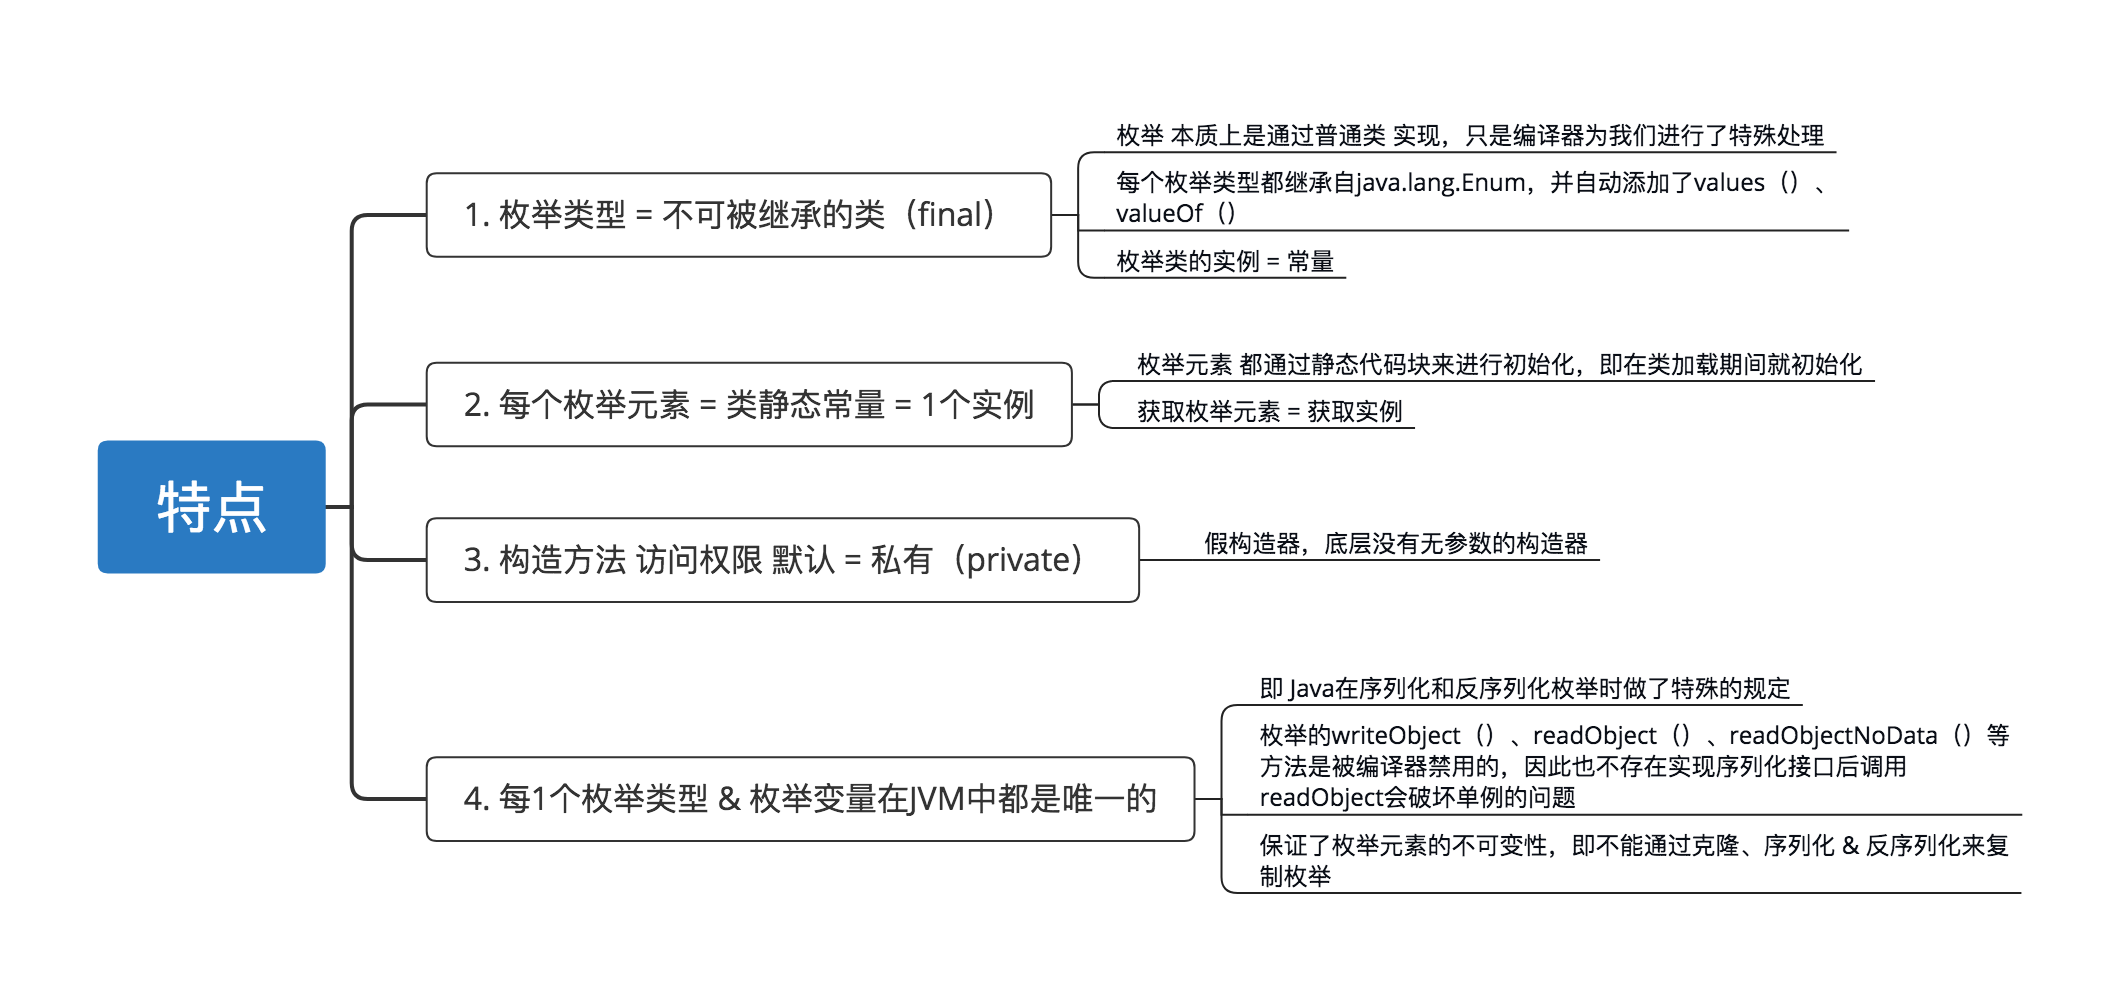 特点
1. 枚举类型 = 不可被继承的类（final）
枚举 本质上是通过普通类 实现，只是编译器为我们进行了特殊处理
每个枚举类型都继承自java.lang.Enum，并自动添加了values（）、
valueOf（）
枚举类的实例 = 常量
2. 每个枚举元素 = 类静态常量 = 1个实例
枚举元素 都通过静态代码块来进行初始化，即在类加载期间就初始化
获取枚举元素 = 获取实例
3. 构造方法 访问权限 默认 = 私有（private）
假构造器，底层没有无参数的构造器
4. 每1个枚举类型 & 枚举变量在JVM中都是唯一的
即 Java在序列化和反序列化枚举时做了特殊的规定
枚举的writeObject（）、readObject（）、readObjectNoData（）等
方法是被编译器禁用的，因此也不存在实现序列化接口后调用
readObject会破坏单例的问题
保证了枚举元素的不可变性，即不能通过克隆、序列化 & 反序列化来复
制枚举